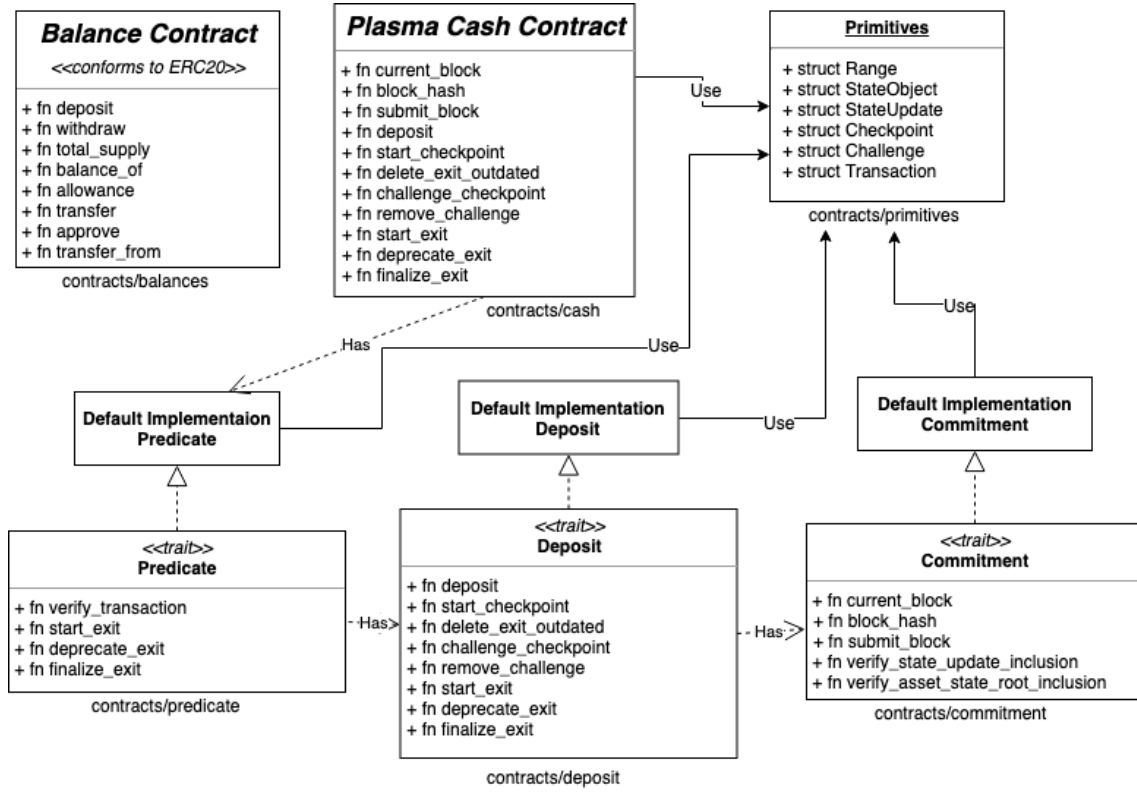 Balance Contract
<<conforms to ERC20>>
+ fn deposit
+ fn withdraw
+ fn total_supply
+ fn balance_of
+ fn allowance
+ fn transfer
+ fn approve
+ fn transfer_from
contracts/balances
Plasma Cash Contract
+ fn current_block
+ fn block_hash
+ fn submit_block
+ fn deposit
+ fn start_checkpoint
+ fn delete_exit_outdated
+ fn challenge_checkpoint
+ fn remove_challenge
+ fn start_exit
+ fn deprecate_exit
+ fn finalize_exit
contracts/cash
Use
Primitives
+ struct Range
+ struct StateObject
+ struct StateUpdate
+ struct Checkpoint
+ struct Challenge
+ struct Transaction
contracts/primitives
Has
Use
Use
Default Implementaion
Predicate
Default Implementation
Deposit
Use
Default Implementation
Commitment
<<trait>>
Predicate
+ fn verify_transaction
+ fn start_exit
+ fn deprecate_exit
+ fn finalize_exit
contracts/predicate
Has
<<trait>>
Deposit
+ fn deposit
+ fn start_checkpoint
+ fn delete_exit_outdated
+ fn challenge_checkpoint
+ fn remove_challenge
+ fn start_exit
+ fn deprecate_exit
+ fn finalize_exit
contracts/deposit
Has
<<trait>>
Commitment
+ fn current_block
+ fn block_hash
+ fn submit_block
+ fn verify_state_update_inclusion
+ fn verify_asset_state_root_inclusion
contracts/commitment